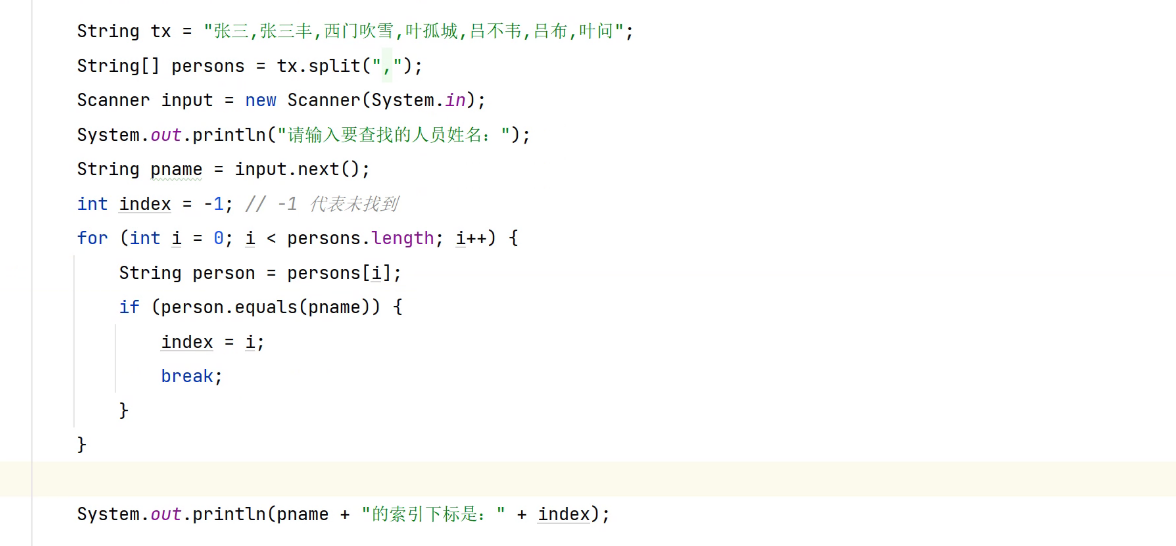 String tx = "张三,张三丰,西门吹雪,叶孤城,吕不韦,吕布,叶问";
String[] persons = tx.split(",");
Scanner input = new Scanner(System.in);
System.out.println("请输入要查找的人员姓名：");
String pname = input.next();
int index = -1; // -1 代表未找到
for (int i = 0; i < persons.length; i++) {
    String person = persons[i];
    if (person.equals(pname)) {
        index = i;
        break;
    }
}
System.out.println(pname + "的索引下标是：" + index);